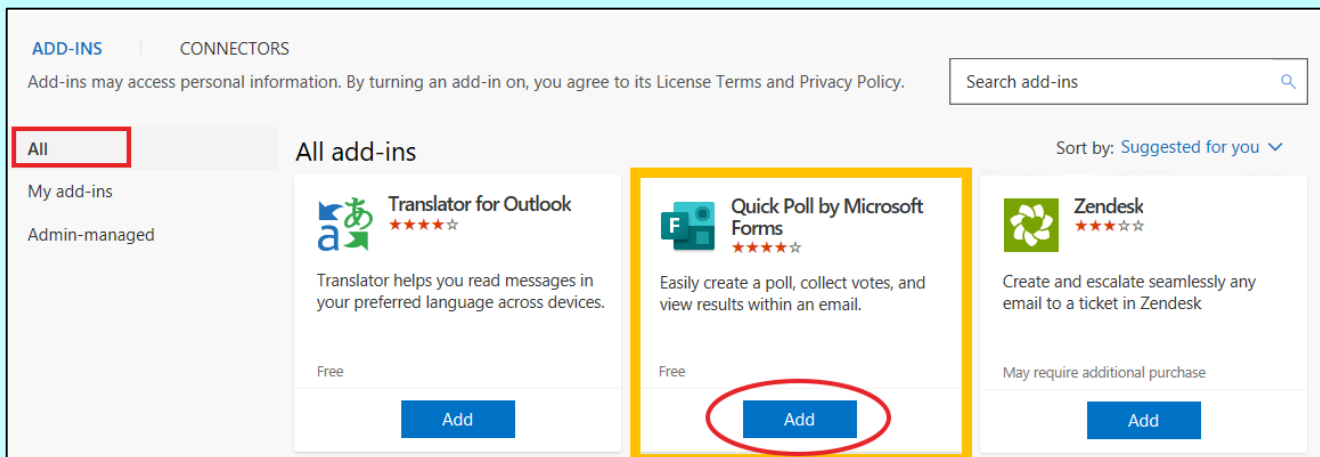 ADD-INS
CONNECTORS
Add-ins may access personal information. By turning an add-in on, you agree to its License Terms and Privacy Policy.
Search add-ins
All
My add-ins
Admin-managed
All add-ins
Sort by: Suggested for you
Translator for Outlook
Translator helps you read messages in
your preferred language across devices.
Free
Add
Quick Poll by Microsoft
Forms
Easily create a poll, collect votes, and
view results within an email.
Free
Add
Zendesk
Create and escalate seamlessly any
email to a ticket in Zendesk
May require additional purchase
Add